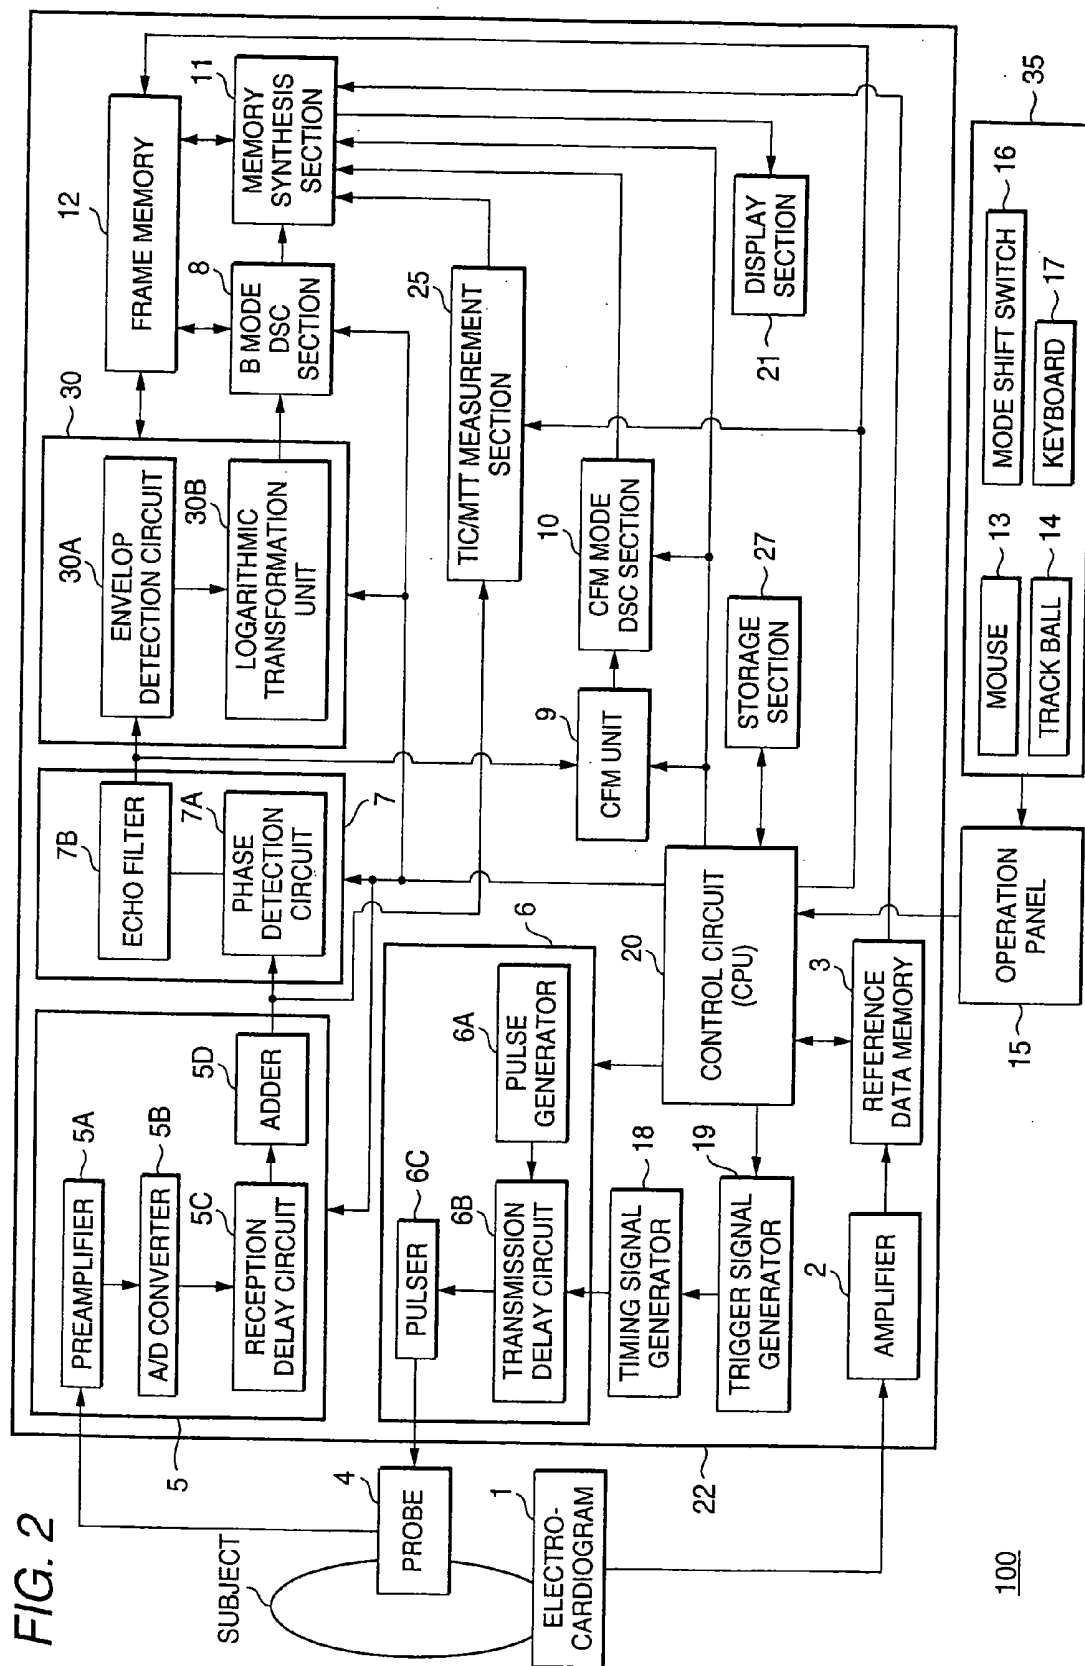 FIG. 2
100
SUBJECT
PROBE
4
ELECTRO-
CARDIOGRAM
1
22
5
PREAMPLIFIER
5A
A/D CONVERTER
5B
RECEPTION
DELAY CIRCUIT
5C
ADDER
5D
ECHO FILTER
7B
PHASE
DETECTION
CIRCUIT
7A
7
30
ENVELOP
DETECTION CIRCUIT
30A
LOGARITHMIC
TRANSFORMATION
UNIT
30B
FRAME MEMORY
12
B MODE
DSC
SECTION
8
MEMORY
SYNTHESIS
SECTION
11
PULSER
6C
TRANSMISSION
DELAY CIRCUIT
6B
PULSE
GENERATOR
6A
6
TIC/MTT MEASUREMENT
SECTION
25
CFM UNIT
9
CFM MODE
DSC SECTION
10
DISPLAY
SECTION
21
TIMING SIGNAL
GENERATOR
18
TRIGGER SIGNAL
GENERATOR
19
CONTROL CIRCUIT
(CPU)
20
STORAGE
SECTION
27
AMPLIFIER
2
REFERENCE
DATA MEMORY
3
OPERATION
PANEL
15
MOUSE
13
TRACK BALL
14
MODE SHIFT SWITCH
16
KEYBOARD
17
35